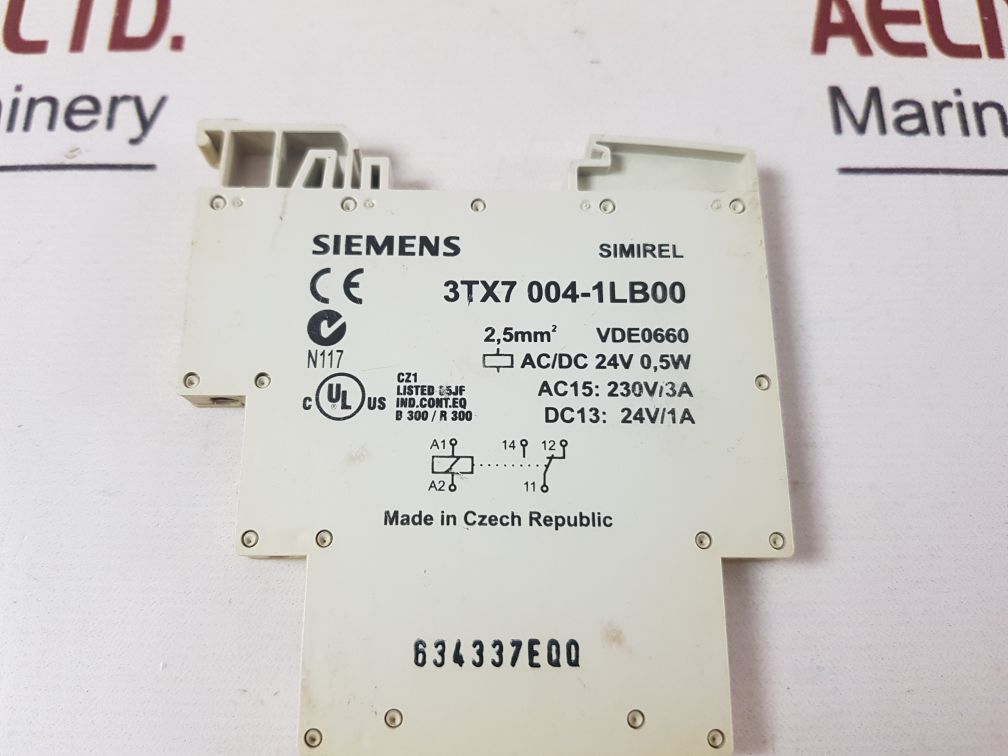 LTD.
AELI
inery
Marin
SIEMENS
SIMIREL
CE
3TX7 004-1LB00
N117
2,5mm² VDE0660
AC/DC 24V 0,5W
AC15: 230V/3A
DC13: 24V/1A
C UL US
CZ1
LISTED 35JF
IND.CONT.EQ
B 300 / R 300
A1 14 12
A2 11
Made in Czech Republic
634337EQQ